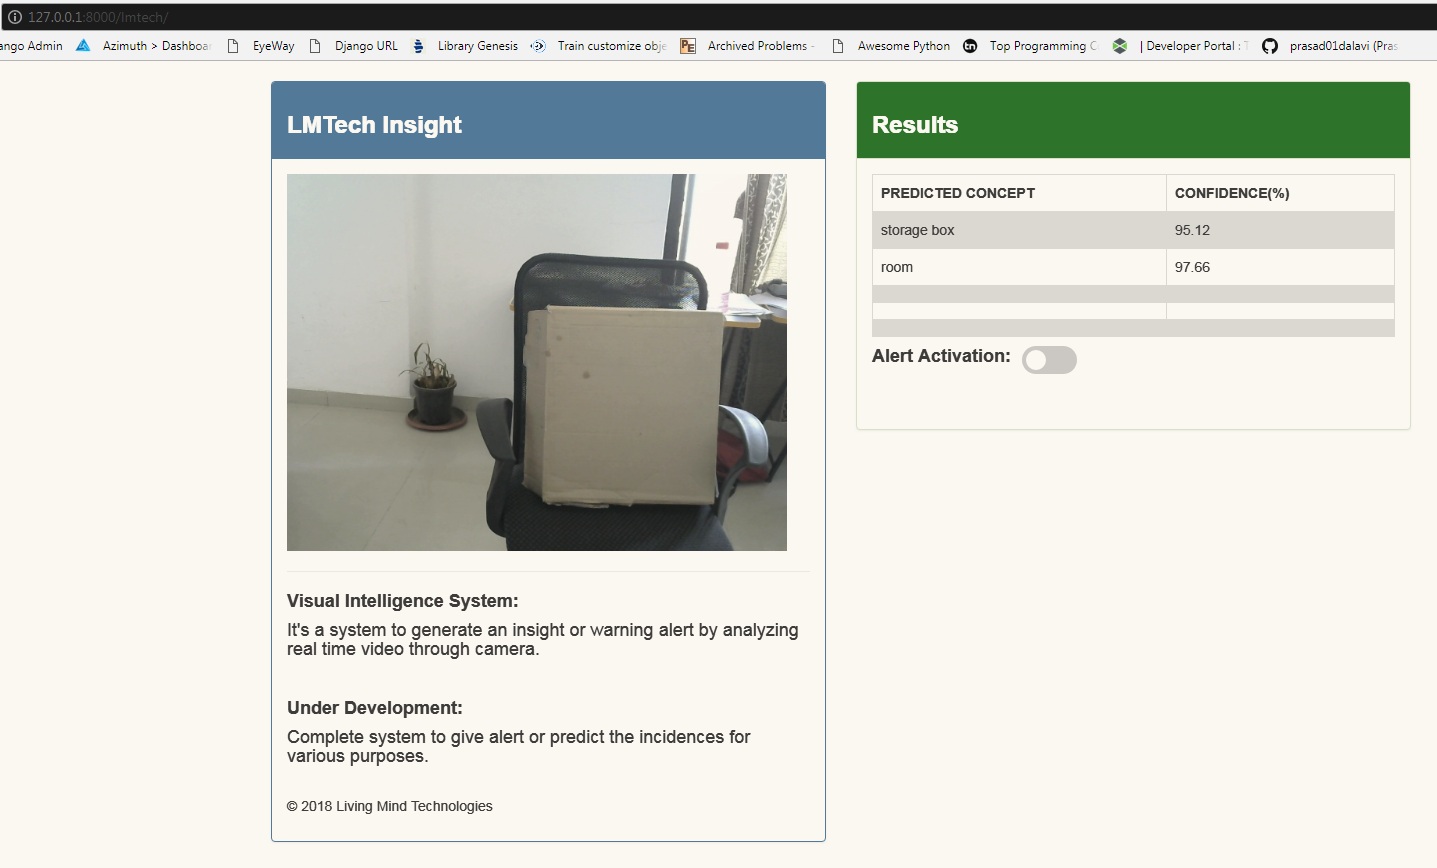 127.0.0.1:8000/lmtech/
ango Admin Azimuth > Dashboa EyeWay Django URL Library Genesis Train customize obje Archived Problems - Awesome Python Top Programming C | Developer Portal : T prasad01dalavi (Pras
LMTech Insight
Visual Intelligence System:
It's a system to generate an insight or warning alert by analyzing
real time video through camera.
Under Development:
Complete system to give alert or predict the incidences for
various purposes.
© 2018 Living Mind Technologies
Results
PREDICTED CONCEPT CONFIDENCE(%)
storage box 95.12
room 97.66
Alert Activation: